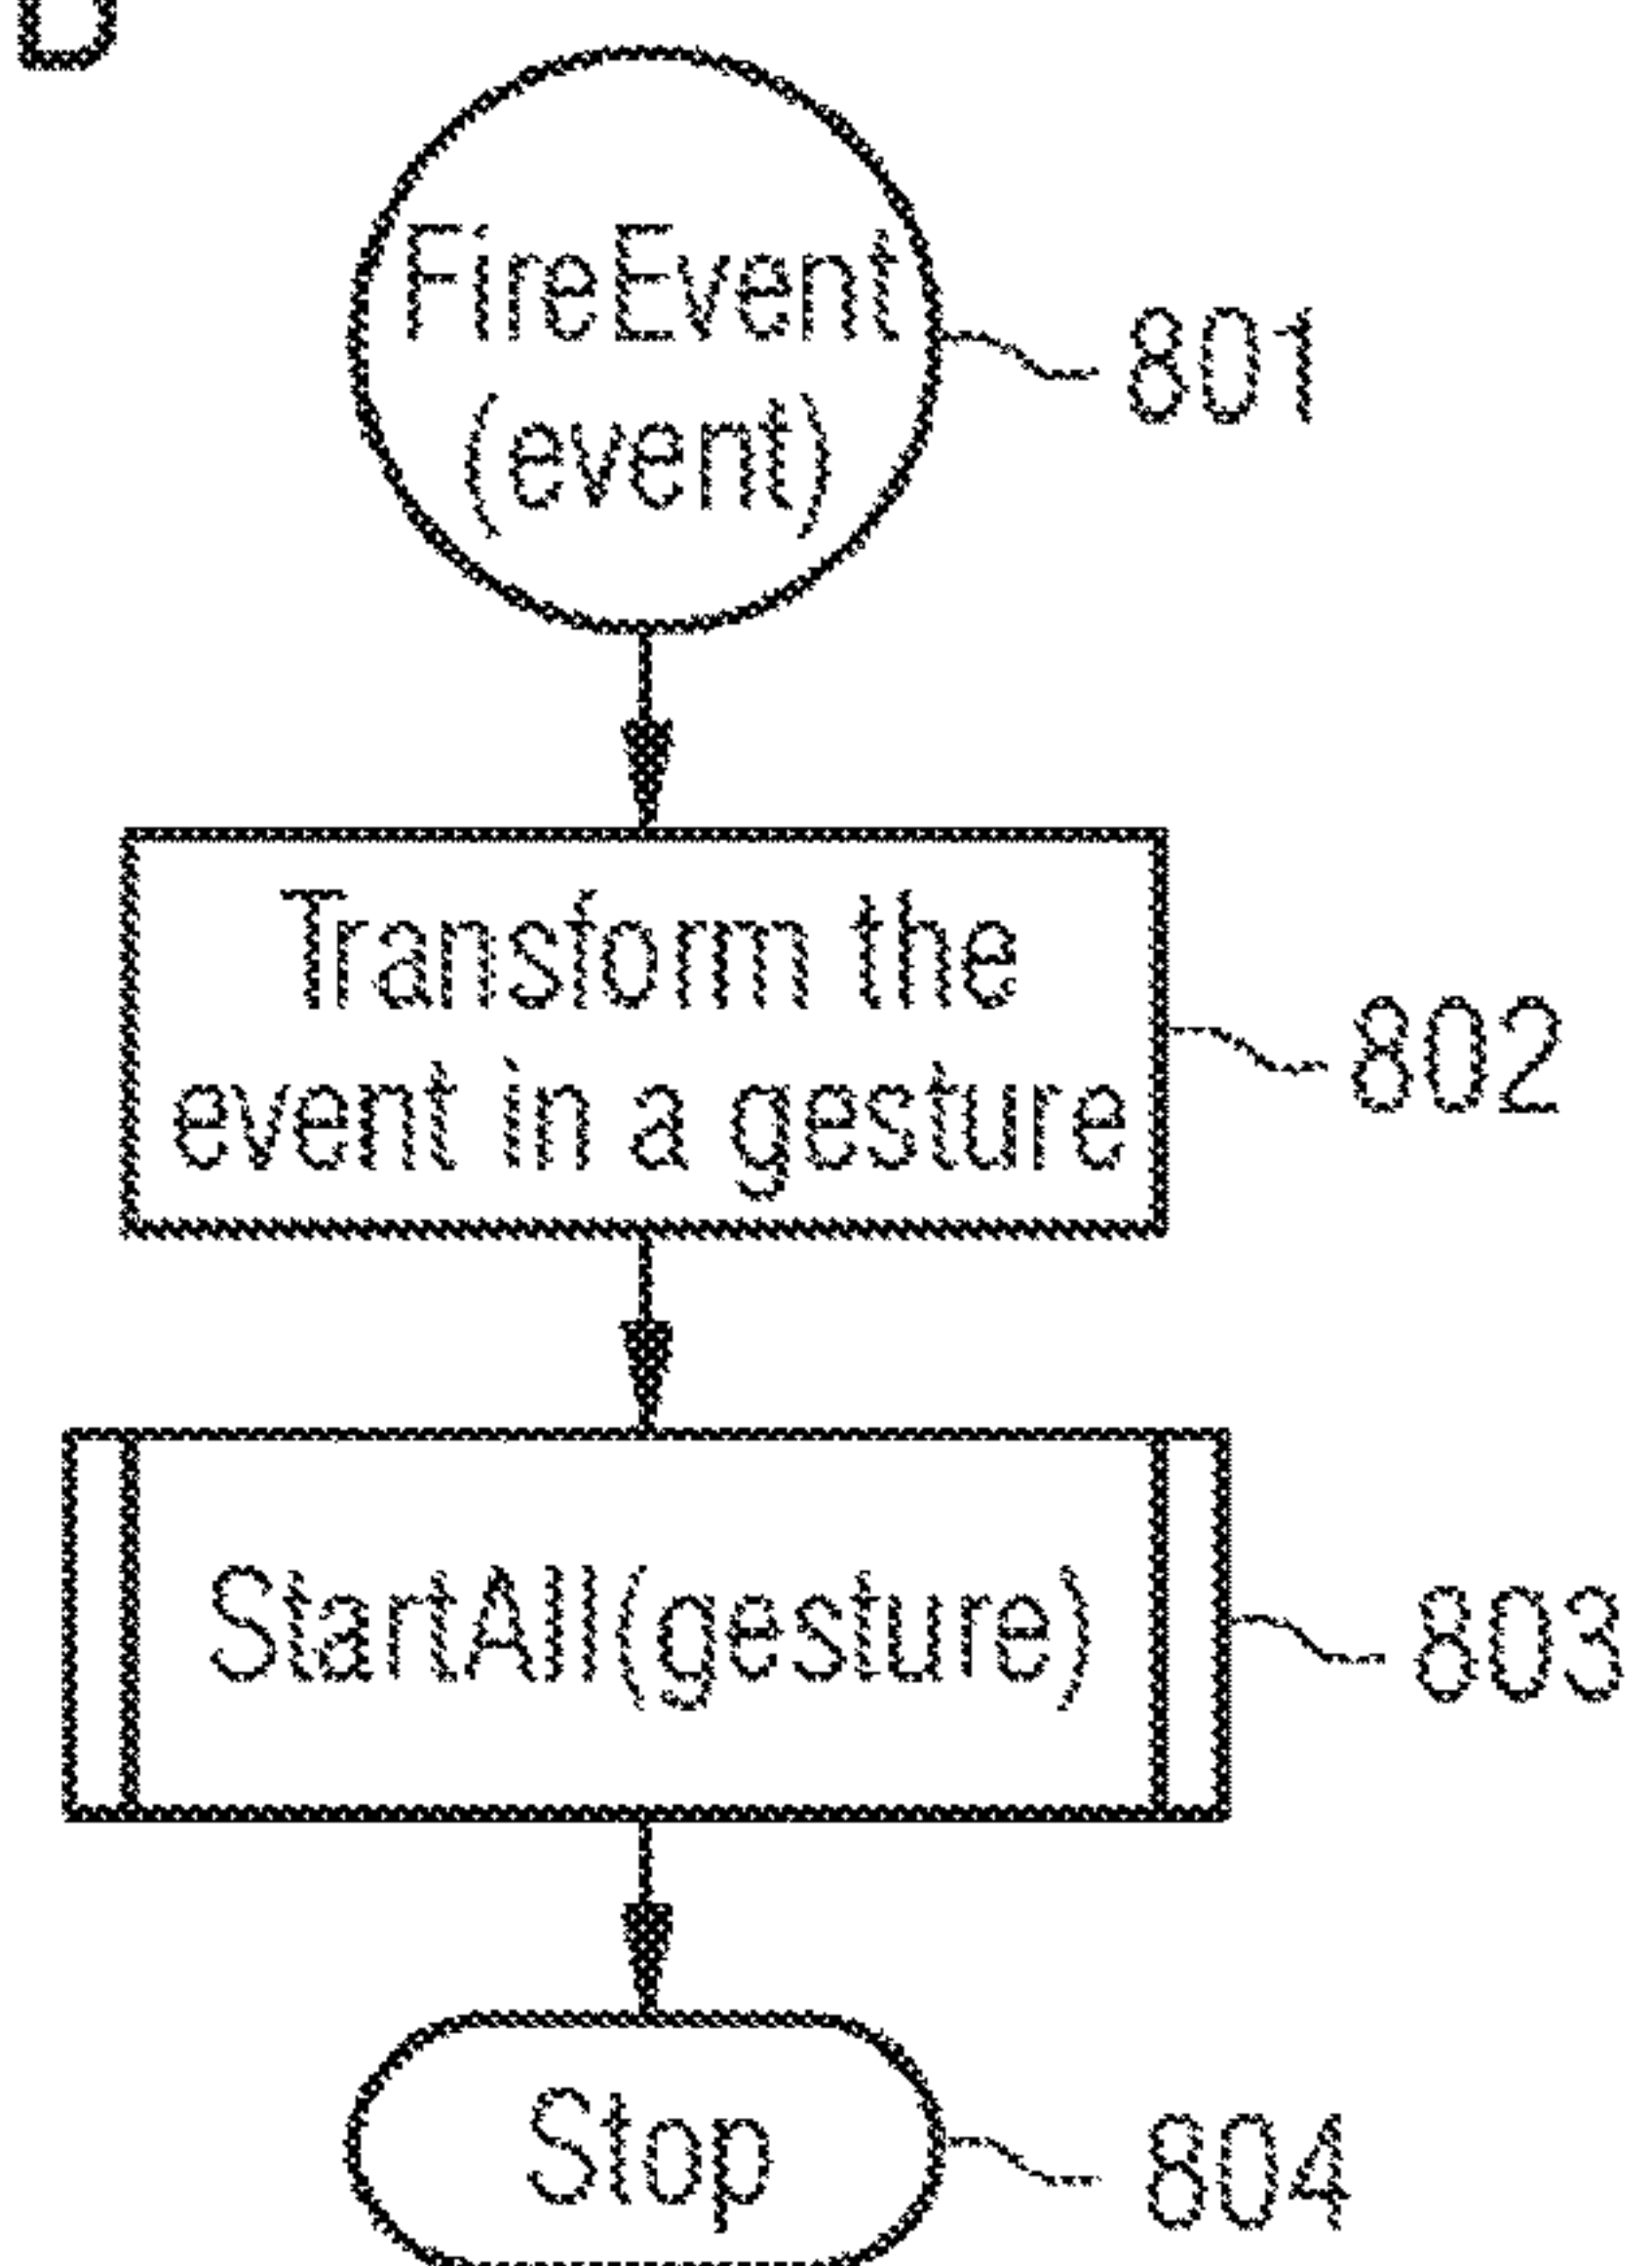 FireEvent
(event)
801
Transform the
event in a gesture
802
StartAll(gesture)
803
Stop
804